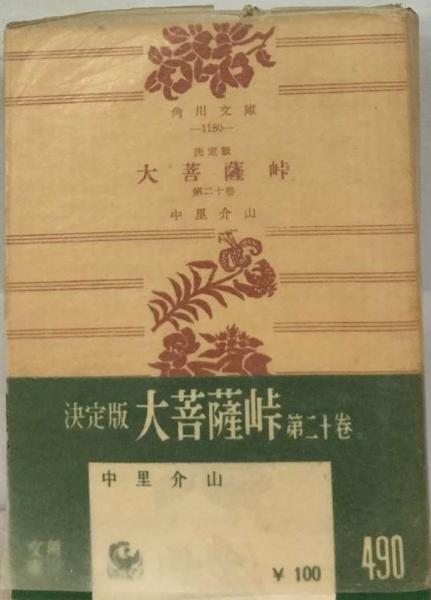 角川文庫
—1180—
決定版
大菩薩峠
第二十巻
中里介山
決定版 大菩薩峠 第二十巻
中里介山
¥ 100
490